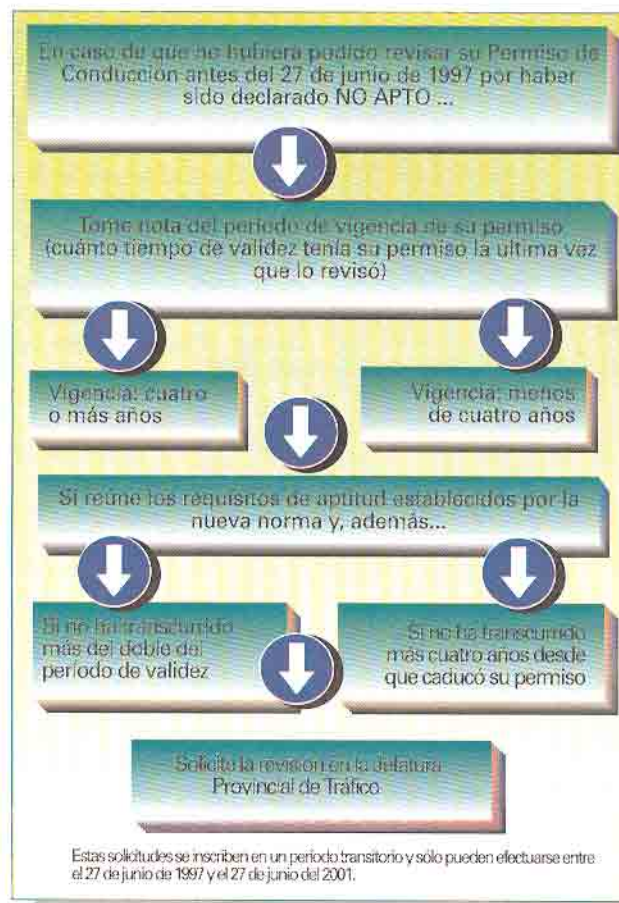 En caso de que no hubiera podido revisar su Permiso de
Conducción antes del 27 de junio de 1997 por haber
sido declarado NO APTO ...
Tome nota del período de vigencia de su permiso
(cuánto tiempo de validez tenía su permiso la ultima vez
que lo revisó)
Vigencia: cuatro
o más años
Vigencia: menos
de cuatro años
Si reúne los requisitos de aptitud establecidos por la
nueva norma y, además...
Si no ha transcurrido
más del doble del
período de validez
Si no ha transcurrido
más cuatro años desde
que caducó su permiso
Solicite la revisión en la Jefatura
Provincial de Tráfico
Estas solicitudes se inscriben en un período transitorio y sólo pueden efectuarse entre
el 27 de junio de 1997 y el 27 de junio del 2001.